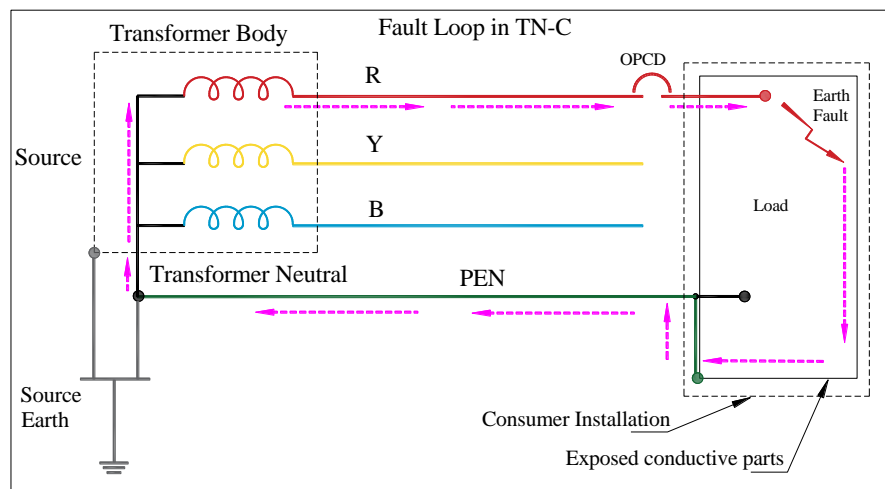 Transformer Body
Fault Loop in TN-C
OPCD
R
Earth
Fault
Source
Y
Load
B
Transformer Neutral
PEN
Source
Earth
Consumer Installation
Exposed conductive parts